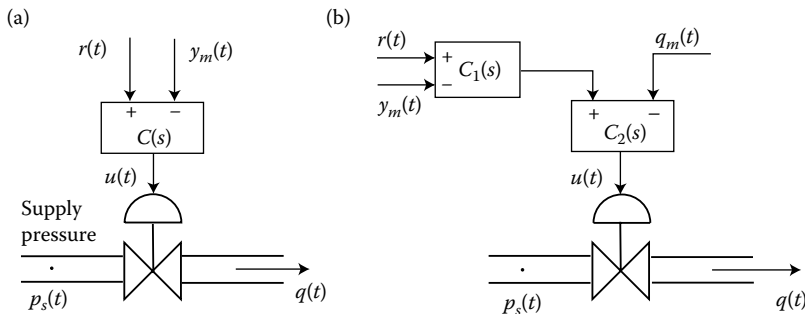 (a)
r(t)
y_m(t)
+
−
C(s)
u(t)
Supply
pressure
p_s(t)
q(t)
(b)
r(t)
+
C_1(s)
y_m(t)
−
q_m(t)
+
−
C_2(s)
u(t)
p_s(t)
q(t)